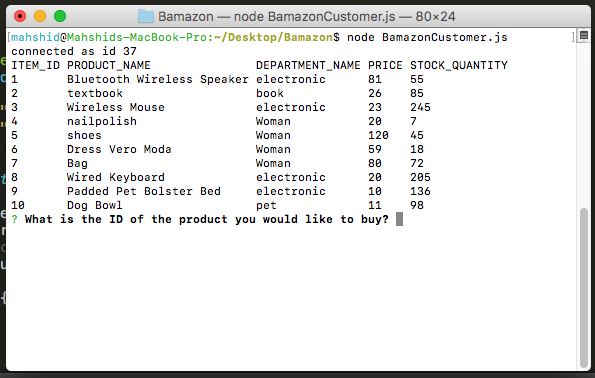 Bamazon — node BamazonCustomer.js — 80×24
[mahshid@Mahshids-MacBook-Pro:~/Desktop/Bamazon$ node BamazonCustomer.js ]
connected as id 37
ITEM_ID PRODUCT_NAME DEPARTMENT_NAME PRICE STOCK_QUANTITY
1 Bluetooth Wireless Speaker electronic 81 55
2 textbook book 26 85
3 Wireless Mouse electronic 23 245
4 nailpolish Woman 20 7
5 shoes Woman 120 45
6 Dress Vero Moda Woman 59 18
7 Bag Woman 80 72
8 Wired Keyboard electronic 20 205
9 Padded Pet Bolster Bed electronic 10 136
10 Dog Bowl pet 11 98
? What is the ID of the product you would like to buy?